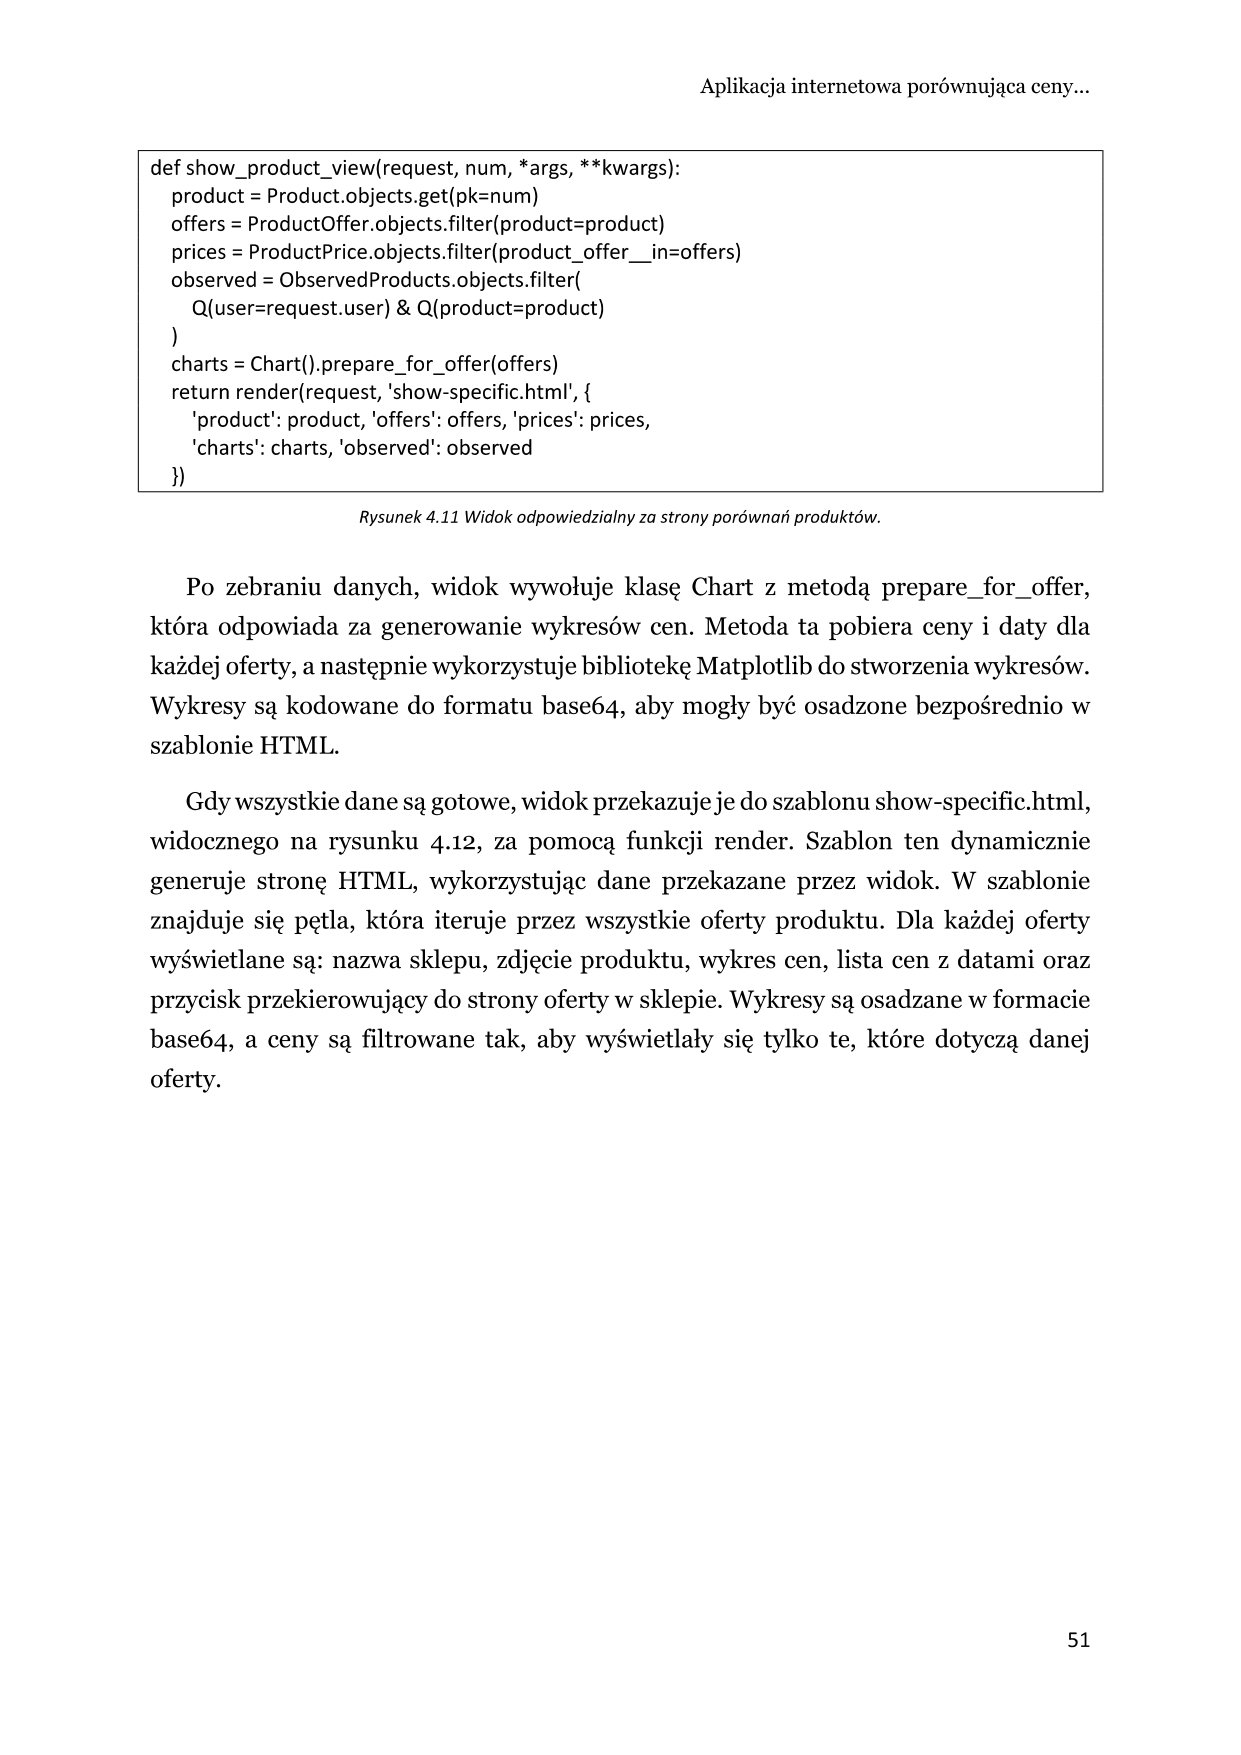 Aplikacja internetowa porównująca ceny...
def show_product_view(request, num, *args, **kwargs):
product = Product.objects.get(pk=num)
offers = ProductOffer.objects.filter(product=product)
prices = ProductPrice.objects.filter(product_offer__in=offers)
observed = ObservedProducts.objects.filter(
Q(user=request.user) & Q(product=product)
)
charts = Chart().prepare_for_offer(offers)
return render(request, 'show-specific.html', {
'product': product, 'offers': offers, 'prices': prices,
'charts': charts, 'observed': observed
})
Rysunek 4.11 Widok odpowiedzialny za strony porównań produktów.
Po zebraniu danych, widok wywołuje klasę Chart z metodą prepare_for_offer,
która odpowiada za generowanie wykresów cen. Metoda ta pobiera ceny i daty dla
każdej oferty, a następnie wykorzystuje bibliotekę Matplotlib do stworzenia wykresów.
Wykresy są kodowane do formatu base64, aby mogły być osadzone bezpośrednio w
szablonie HTML.
Gdy wszystkie dane są gotowe, widok przekazuje je do szablonu show-specific.html,
widocznego na rysunku 4.12, za pomocą funkcji render. Szablon ten dynamicznie
generuje stronę HTML, wykorzystując dane przekazane przez widok. W szablonie
znajduje się pętla, która iteruje przez wszystkie oferty produktu. Dla każdej oferty
wyświetlane są: nazwa sklepu, zdjęcie produktu, wykres cen, lista cen z datami oraz
przycisk przekierowujący do strony oferty w sklepie. Wykresy są osadzane w formacie
base64, a ceny są filtrowane tak, aby wyświetlały się tylko te, które dotyczą danej
oferty.
51